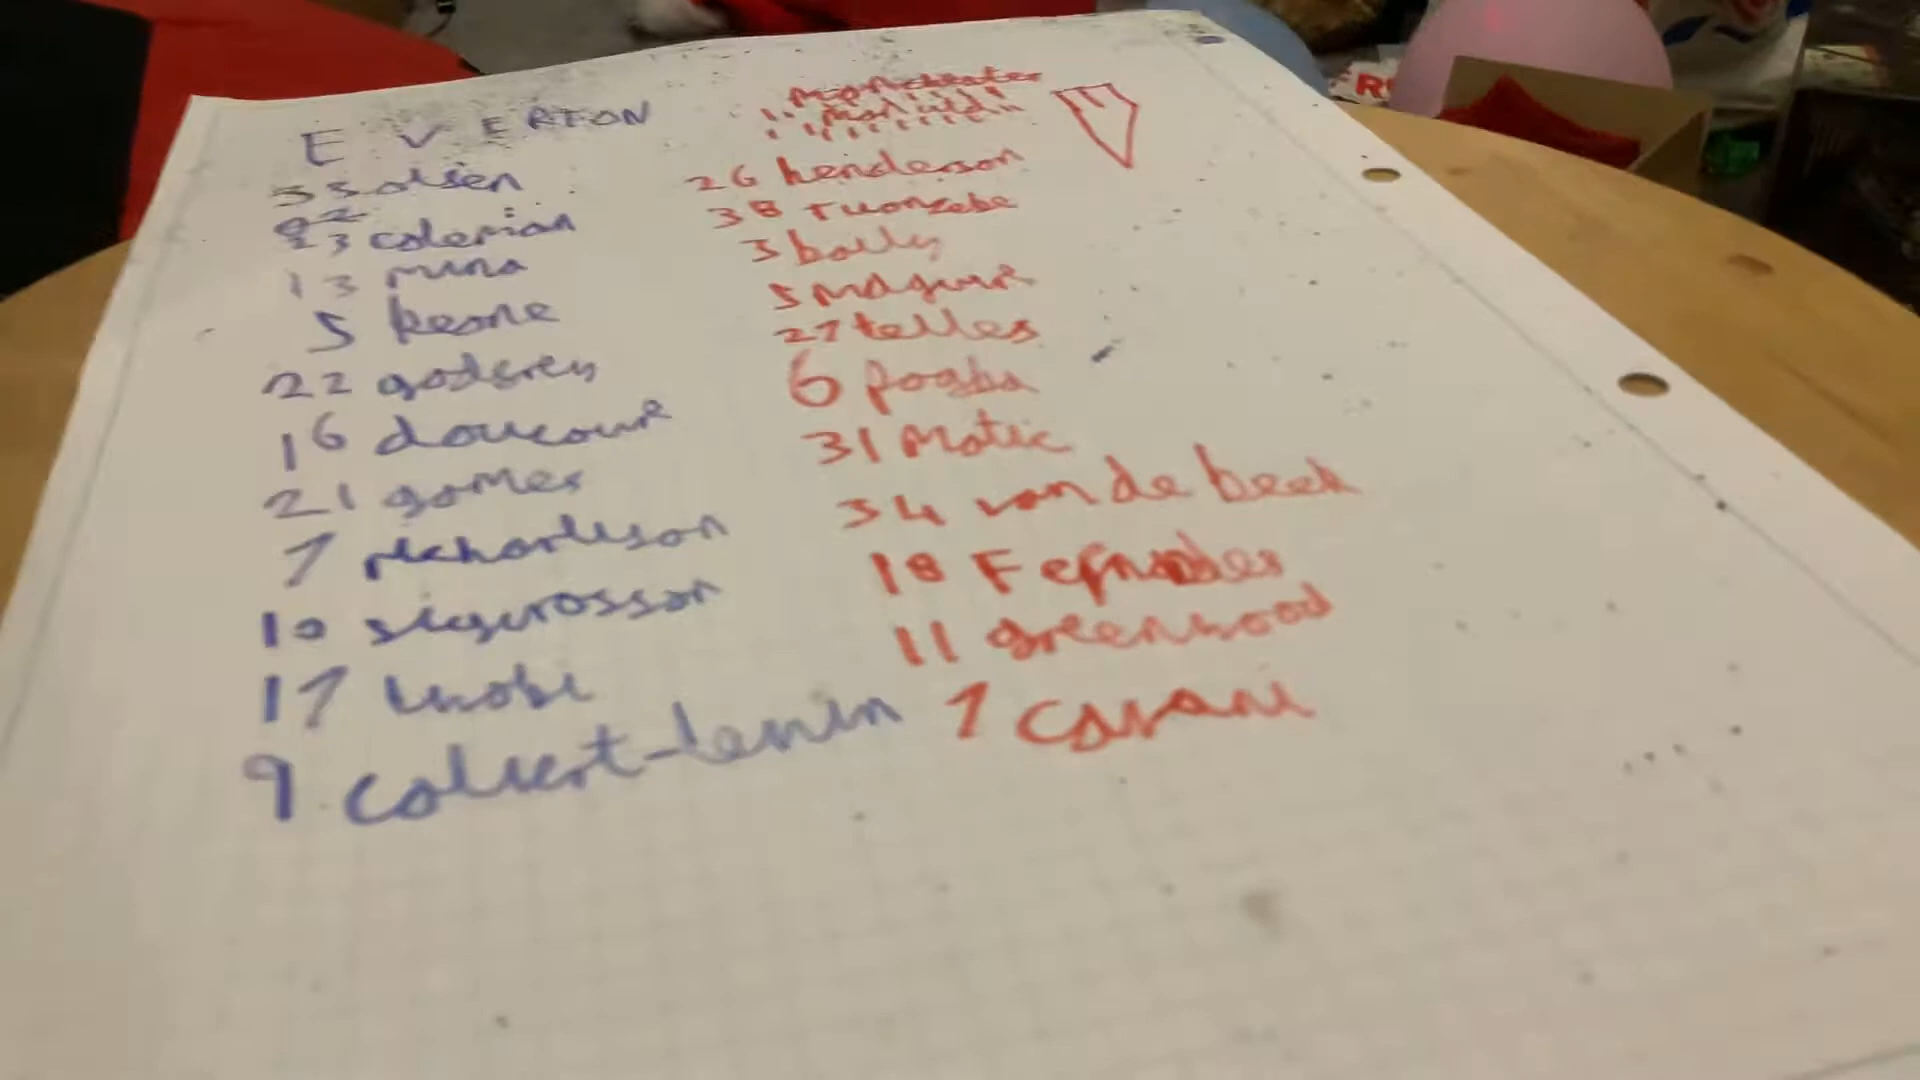 EVERTON
33 olsen
23 coleman
13 mina
5 keane
22 godfrey
16 doucoure
21 gomes
7 richarlison
10 sigurosson
17 iwobi
9 calvert-lewin
Manchester
26 henderson
38 Tuanzebe
3 bailly
5 maguire
27 telles
6 pogba
31 Matic
34 van de beek
18 Fernandes
11 greenwood
7 cavani